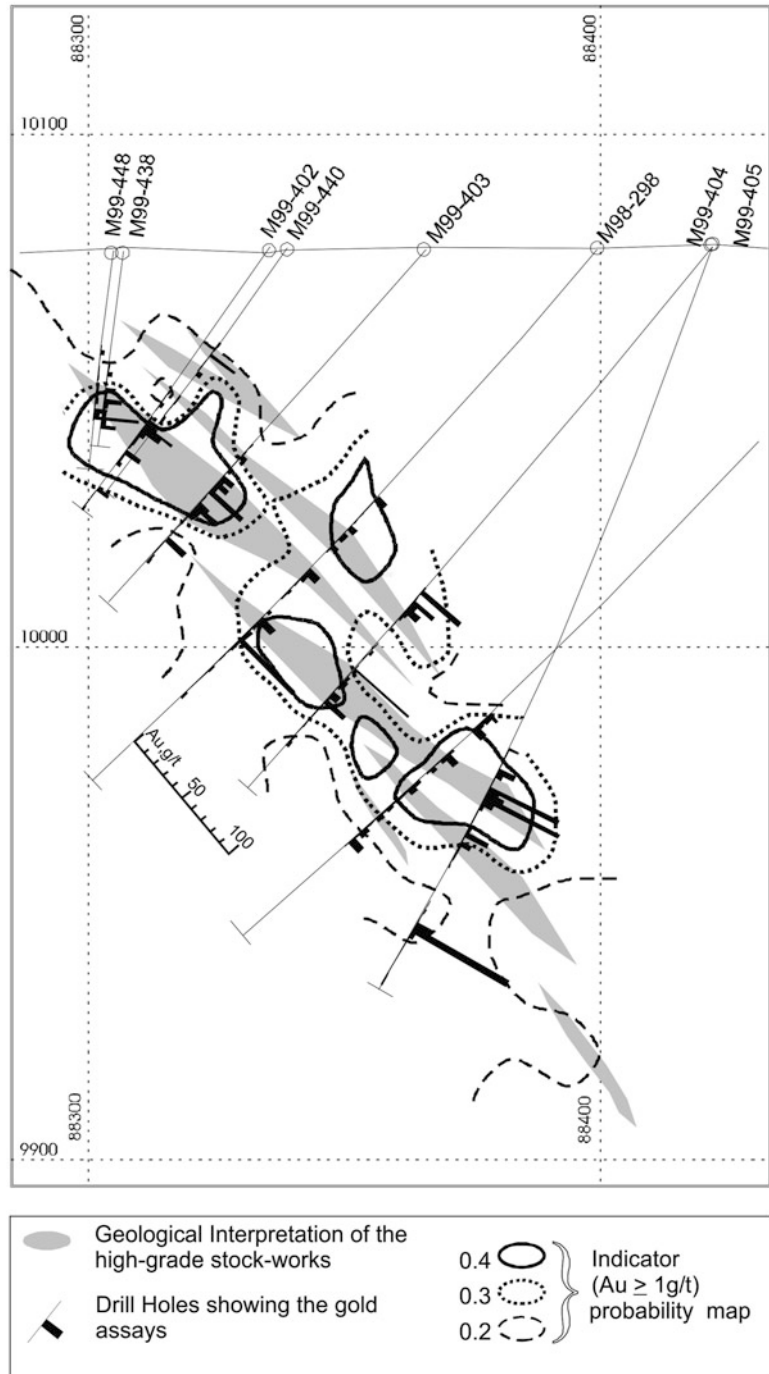 88300
88400
10100
M99-448
M99-438
M99-402
M99-440
M99-403
M98-298
M99-404
M99-405
10000
Au,g/t
50
100
88300
88400
9900
Geological Interpretation of the
high-grade stock-works
Drill Holes showing the gold
assays
0.4
0.3
0.2
Indicator
(Au ≥ 1g/t)
probability map